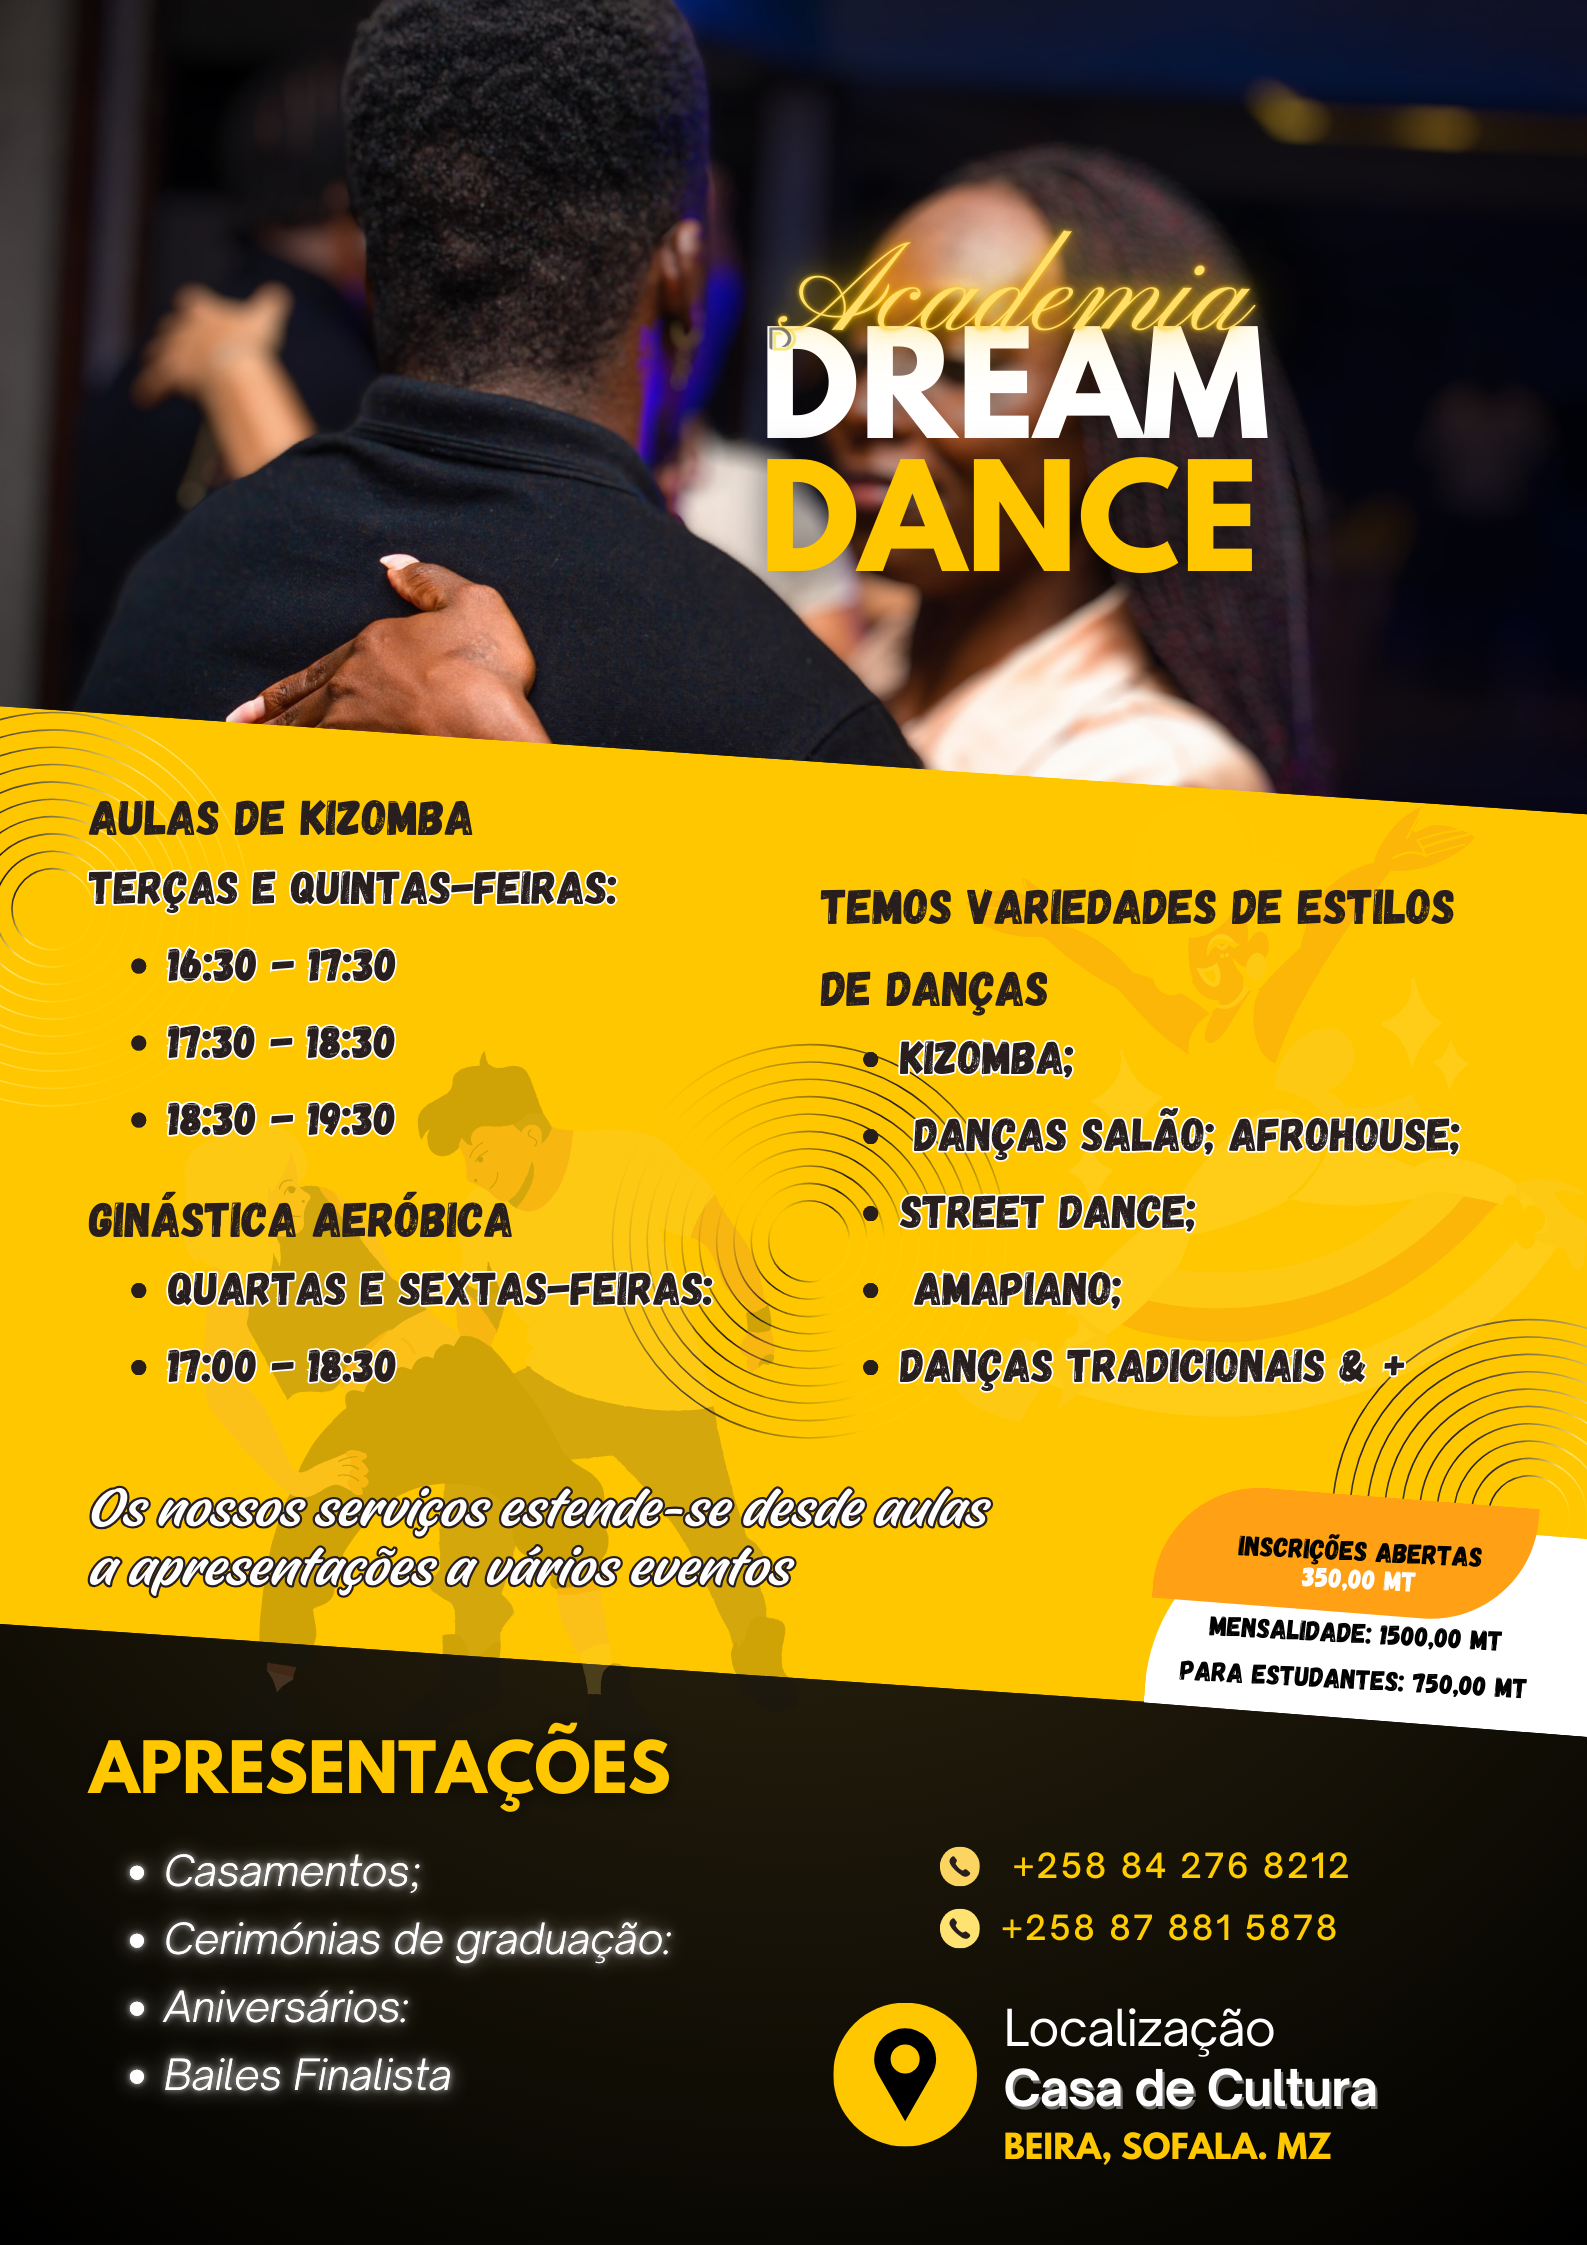 Academia
D
DREAM
DANCE
AULAS DE KIZOMBA
TERÇAS E QUINTAS-FEIRAS:
• 16:30 - 17:30
• 17:30 - 18:30
• 18:30 - 19:30
GINÁSTICA AERÓBICA
• QUARTAS E SEXTAS-FEIRAS:
• 17:00 - 18:30
TEMOS VARIEDADES DE ESTILOS
DE DANÇAS
• KIZOMBA;
• DANÇAS SALÃO; AFROHOUSE;
• STREET DANCE;
• AMAPIANO;
• DANÇAS TRADICIONAIS & +
Os nossos serviços estende-se desde aulas
a apresentações a vários eventos
INSCRIÇÕES ABERTAS
350,00 MT
MENSALIDADE: 1500,00 MT
PARA ESTUDANTES: 750,00 MT
APRESENTAÇÕES
• Casamentos;
• Cerimónias de graduação:
• Aniversários:
• Bailes Finalista
+258 84 276 8212
+258 87 881 5878
Localização
Casa de Cultura
BEIRA, SOFALA. MZ